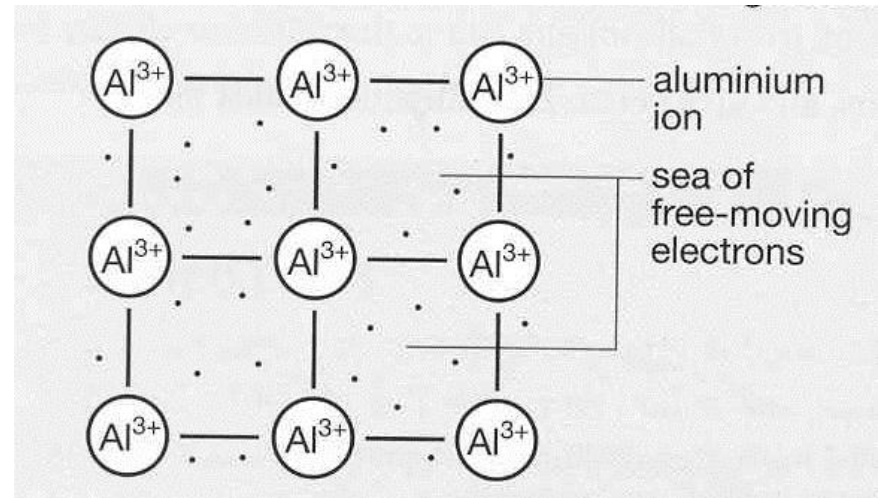 Al³⁺ Al³⁺ Al³⁺ aluminium
ion
sea of
free-moving
electrons
Al³⁺ Al³⁺ Al³⁺
Al³⁺ Al³⁺ Al³⁺